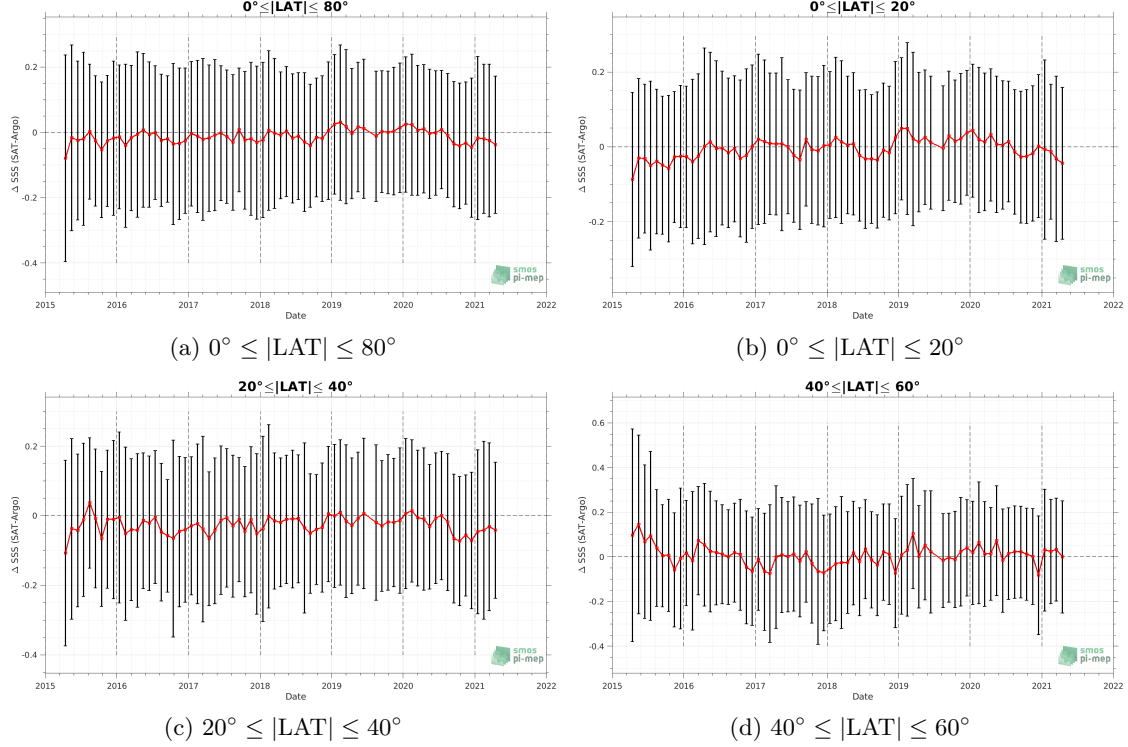 0°≤|LAT|≤ 80°
Δ SSS (SAT-Argo)
0.2
0
-0.2
-0.4
smos
pi-mep
2015 2016 2017 2018 2019 2020 2021 2022
Date
(a) 0° ≤ |LAT| ≤ 80°
0°≤|LAT|≤ 20°
Δ SSS (SAT-Argo)
0.2
0
-0.2
smos
pi-mep
2015 2016 2017 2018 2019 2020 2021 2022
Date
(b) 0° ≤ |LAT| ≤ 20°
20°≤|LAT|≤ 40°
Δ SSS (SAT-Argo)
0.2
0
-0.2
-0.4
smos
pi-mep
2015 2016 2017 2018 2019 2020 2021 2022
Date
(c) 20° ≤ |LAT| ≤ 40°
40°≤|LAT|≤ 60°
Δ SSS (SAT-Argo)
0.6
0.4
0.2
0
-0.2
-0.4
smos
pi-mep
2015 2016 2017 2018 2019 2020 2021 2022
Date
(d) 40° ≤ |LAT| ≤ 60°